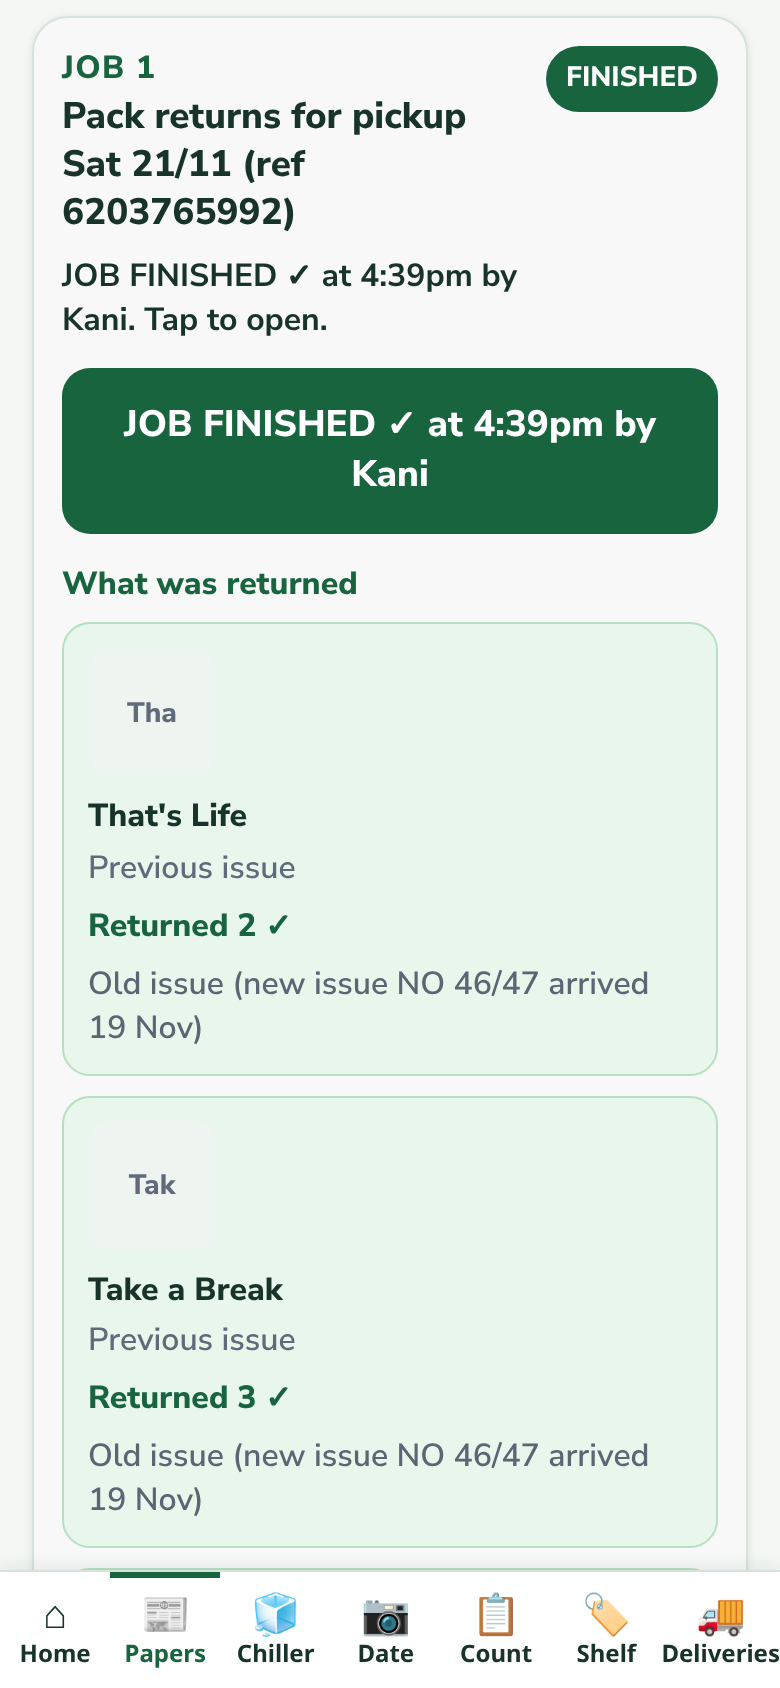 JOB 1
FINISHED
Pack returns for pickup
Sat 21/11 (ref
6203765992)
JOB FINISHED ✓ at 4:39pm by
Kani. Tap to open.
JOB FINISHED ✓ at 4:39pm by
Kani
What was returned
Tha
That's Life
Previous issue
Returned 2 ✓
Old issue (new issue NO 46/47 arrived
19 Nov)
Tak
Take a Break
Previous issue
Returned 3 ✓
Old issue (new issue NO 46/47 arrived
19 Nov)
Home
Papers
Chiller
Date
Count
Shelf
Deliveries